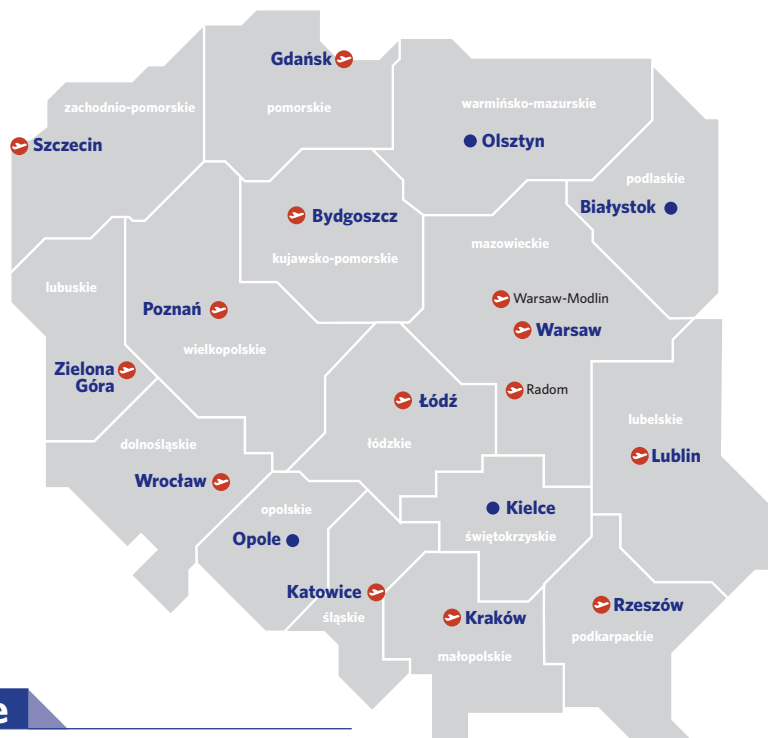 Gdańsk
zachodnio-pomorskie
pomorskie
warmińsko-mazurskie
Szczecin
Olsztyn
podlaskie
Białystok
Bydgoszcz
mazowieckie
kujawsko-pomorskie
lubuskie
Warsaw-Modlin
Poznań
Warsaw
wielkopolskie
Zielona
Góra
Radom
Łódź
lubelskie
dolnośląskie
łódzkie
Lublin
Wrocław
opolskie
Kielce
Opole
świętokrzyskie
Katowice
Rzeszów
śląskie
Kraków
podkarpackie
małopolskie
e